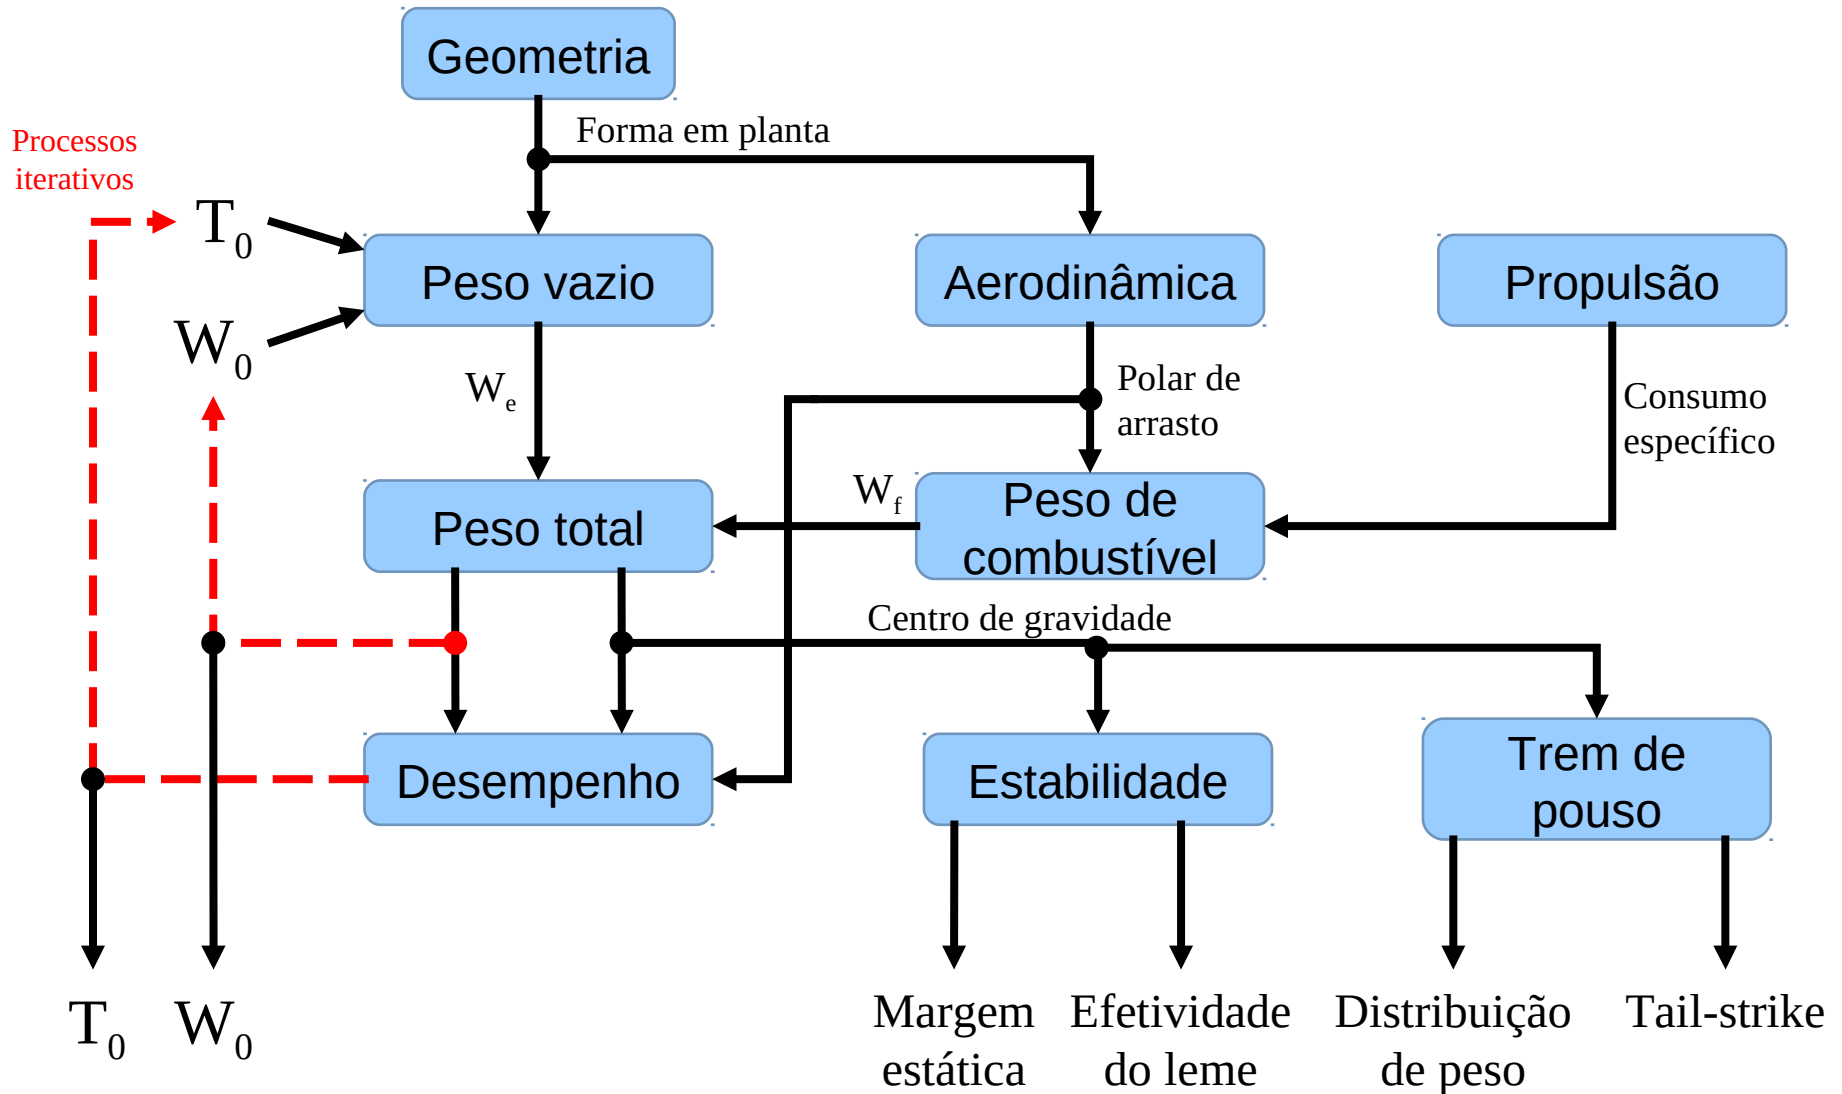 Geometria
Forma em planta
Processos
iterativos
T0
Peso vazio
Aerodinâmica
Propulsão
W0
We
Polar de
arrasto
Consumo
específico
Wf
Peso total
Peso de
combustível
Centro de gravidade
Desempenho
Estabilidade
Trem de
pouso
T0
W0
Margem
estática
Efetividade
do leme
Distribuição
de peso
Tail-strike